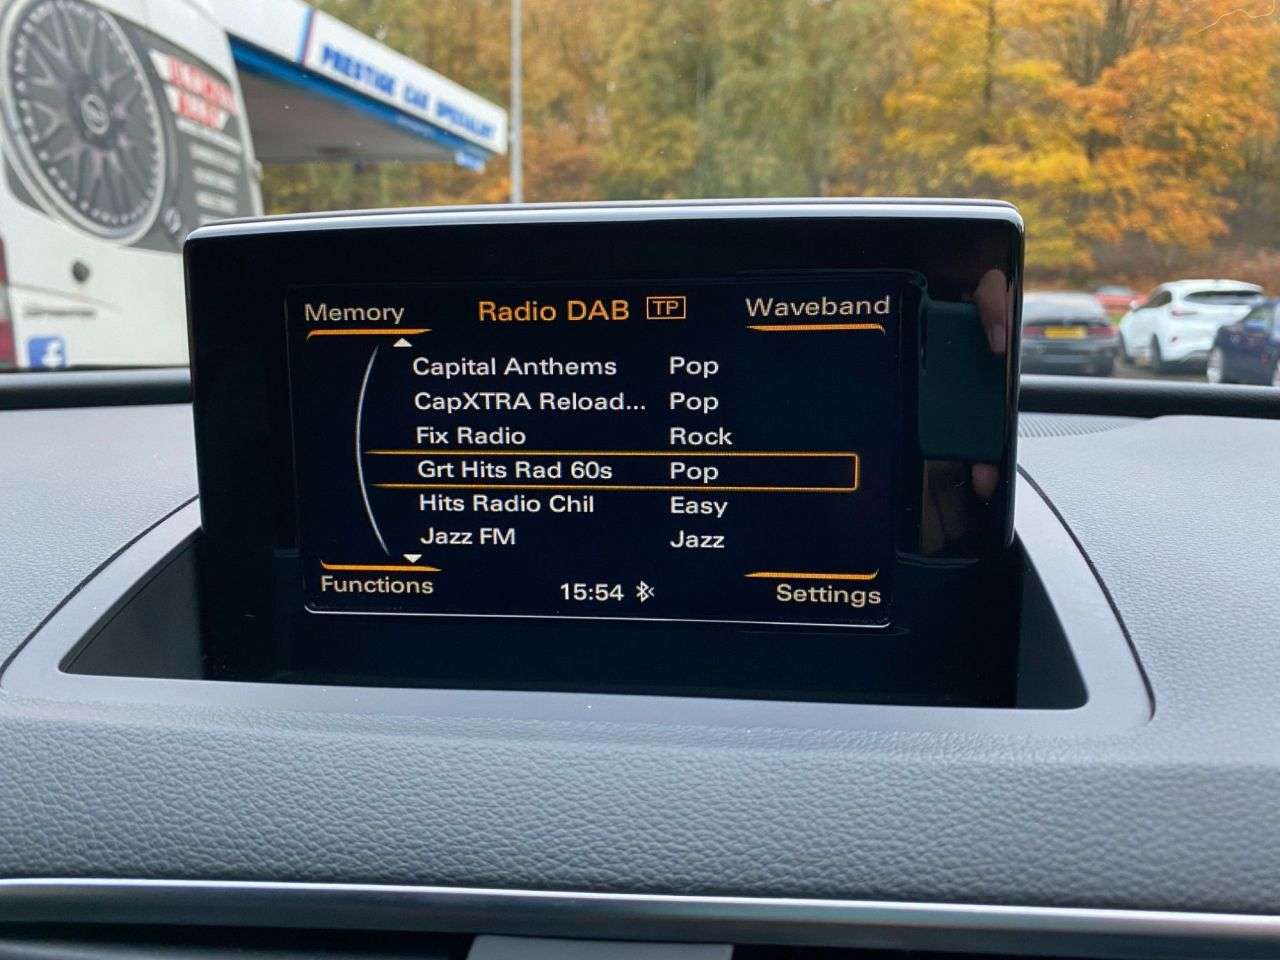 PRESTIGE CAR SPECIALIST
Memory Radio DAB TP Waveband
Capital Anthems Pop
CapXTRA Reload... Pop
Fix Radio Rock
Grt Hits Rad 60s Pop
Hits Radio Chil Easy
Jazz FM Jazz
Functions 15:54 Settings